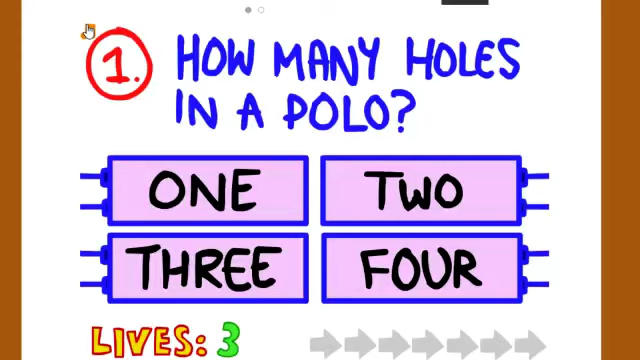 1. HOW MANY HOLES
IN A POLO?
ONE
TWO
THREE
FOUR
LIVES: 3